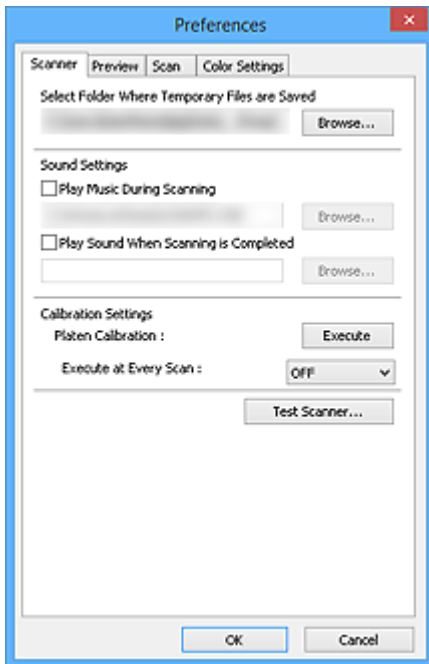 Preferences
Scanner Preview Scan Color Settings
Select Folder Where Temporary Files are Saved
Browse...
Sound Settings
Play Music During Scanning
Browse...
Play Sound When Scanning is Completed
Browse...
Calibration Settings
Platen Calibration : Execute
Execute at Every Scan : OFF
Test Scanner...
OK Cancel